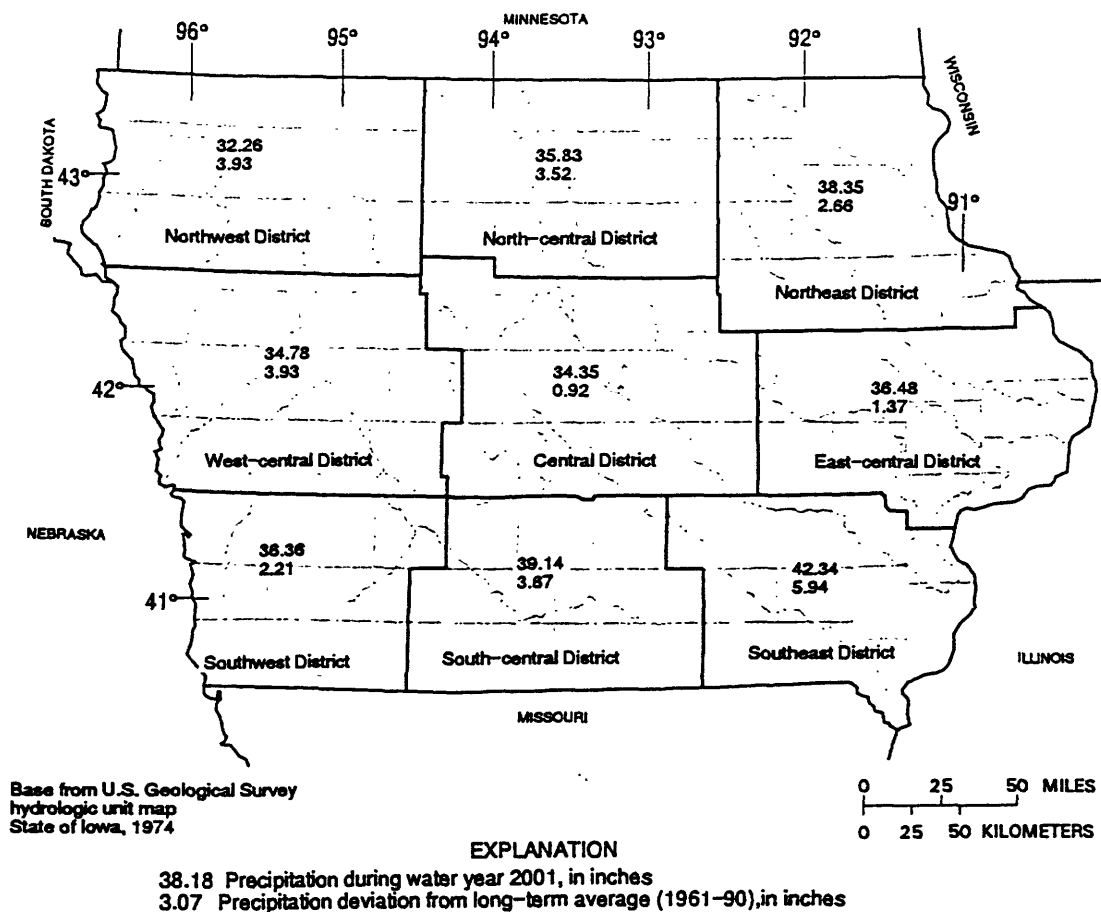 MINNESOTA
96° 95° 94° 93° 92°
WISCONSIN
SOUTH DAKOTA
43°
32.26
3.93
Northwest District
35.83
3.52
North-central District
38.35
2.66
91°
Northeast District
42°
34.78
3.93
West-central District
34.35
0.92
Central District
36.48
1.37
East-central District
NEBRASKA
41°
36.36
2.21
Southwest District
39.14
3.67
South-central District
42.34
5.94
Southeast District
ILLINOIS
MISSOURI
Base from U.S. Geological Survey
hydrologic unit map
State of Iowa, 1974
0 25 50 MILES
0 25 50 KILOMETERS
EXPLANATION
38.18 Precipitation during water year 2001, in inches
3.07 Precipitation deviation from long-term average (1961-90),in inches